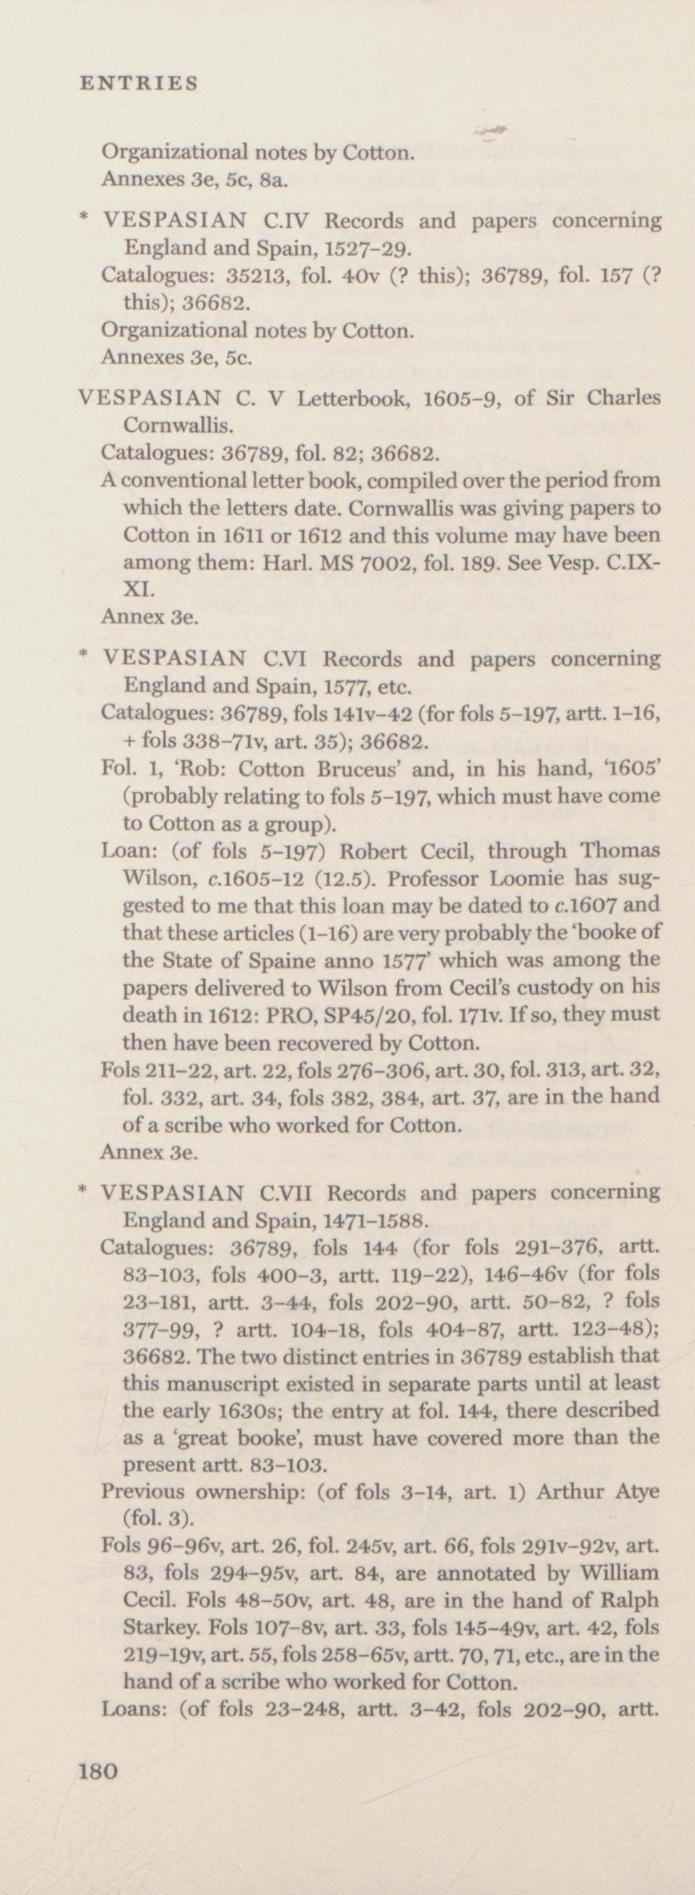 ENTRIES
Organizational notes by Cotton.
Annexes 3e, 5c, 8a.
* VESPASIAN C.IV Records and papers concerning
England and Spain, 1527–29.
Catalogues: 35213, fol. 40v (? this); 36789, fol. 157 (?
this); 36682.
Organizational notes by Cotton.
Annexes 3e, 5c.
VESPASIAN C. V Letterbook, 1605–9, of Sir Charles
Cornwallis.
Catalogues: 36789, fol. 82; 36682.
A conventional letter book, compiled over the period from
which the letters date. Cornwallis was giving papers to
Cotton in 1611 or 1612 and this volume may have been
among them: Harl. MS 7002, fol. 189. See Vesp. C.IX-
XI.
Annex 3e.
* VESPASIAN C.VI Records and papers concerning
England and Spain, 1577, etc.
Catalogues: 36789, fols 141v–42 (for fols 5–197, artt. 1–16,
+ fols 338–71v, art. 35); 36682.
Fol. 1, ‘Rob: Cotton Bruceus’ and, in his hand, ‘1605’
(probably relating to fols 5–197, which must have come
to Cotton as a group).
Loan: (of fols 5–197) Robert Cecil, through Thomas
Wilson, c.1605–12 (12.5). Professor Loomie has sug-
gested to me that this loan may be dated to c.1607 and
that these articles (1–16) are very probably the ‘booke of
the State of Spaine anno 1577’ which was among the
papers delivered to Wilson from Cecil’s custody on his
death in 1612: PRO, SP45/20, fol. 171v. If so, they must
then have been recovered by Cotton.
Fols 211–22, art. 22, fols 276–306, art. 30, fol. 313, art. 32,
fol. 332, art. 34, fols 382, 384, art. 37, are in the hand
of a scribe who worked for Cotton.
Annex 3e.
* VESPASIAN C.VII Records and papers concerning
England and Spain, 1471–1588.
Catalogues: 36789, fols 144 (for fols 291–376, artt.
83–103, fols 400–3, artt. 119–22), 146–46v (for fols
23–181, artt. 3–44, fols 202–90, artt. 50–82, ? fols
377–99, ? artt. 104–18, fols 404–87, artt. 123–48);
36682. The two distinct entries in 36789 establish that
this manuscript existed in separate parts until at least
the early 1630s; the entry at fol. 144, there described
as a ‘great booke’, must have covered more than the
present artt. 83–103.
Previous ownership: (of fols 3–14, art. 1) Arthur Atye
(fol. 3).
Fols 96–96v, art. 26, fol. 245v, art. 66, fols 291v–92v, art.
83, fols 294–95v, art. 84, are annotated by William
Cecil. Fols 48–50v, art. 48, are in the hand of Ralph
Starkey. Fols 107–8v, art. 33, fols 145–49v, art. 42, fols
219–19v, art. 55, fols 258–65v, artt. 70, 71, etc., are in the
hand of a scribe who worked for Cotton.
Loans: (of fols 23–248, artt. 3–42, fols 202–90, artt.
180